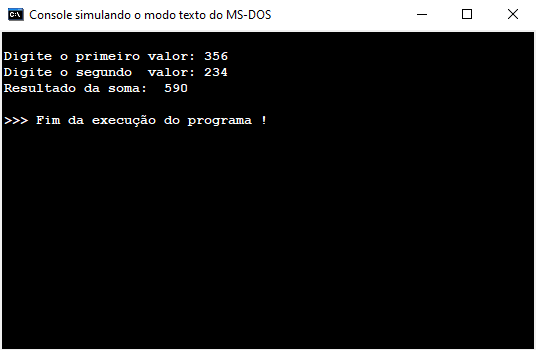 Console simulando o modo texto do MS-DOS
Digite o primeiro valor: 356
Digite o segundo  valor: 234
Resultado da soma:  590
>>> Fim da execução do programa !